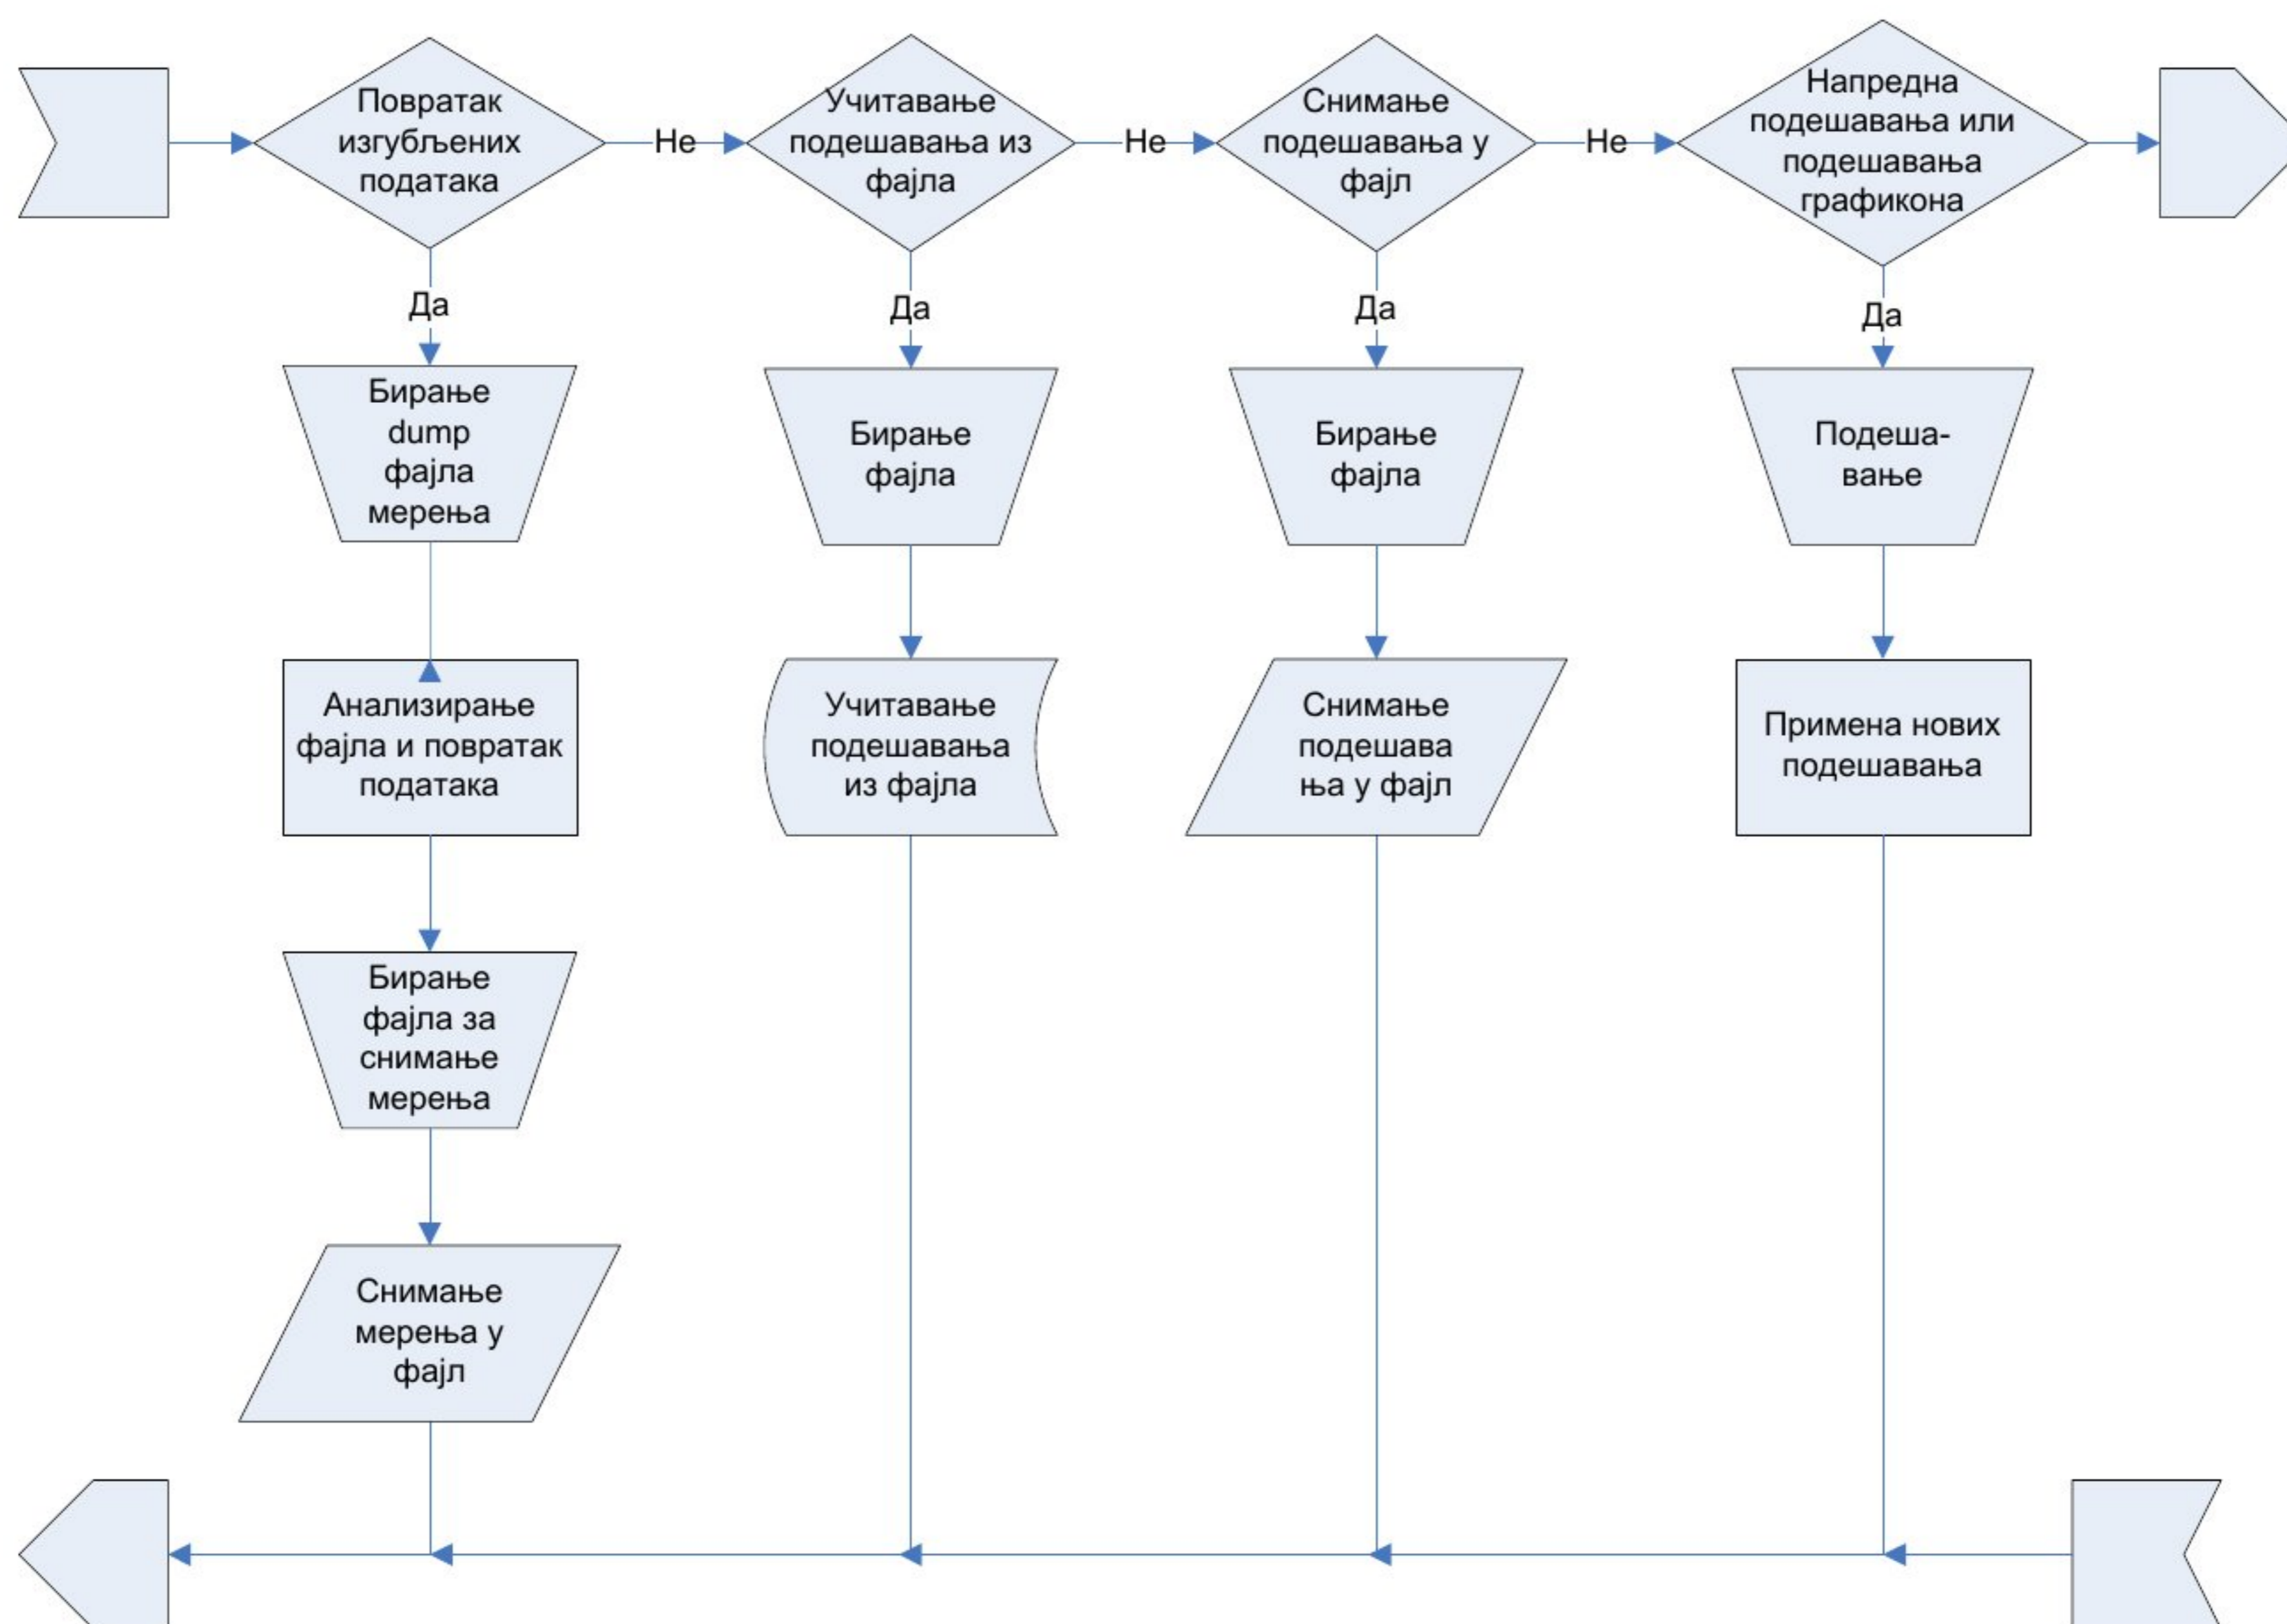 Повратак
изгубљених
података
Не
Учитавање
подешавања из
фајла
Не
Снимање
подешавања у
фајл
Не
Напредна
подешавања или
подешавања
графикона
Да
Да
Да
Да
Бирање
dump
фајла
мерења
Бирање
фајла
Бирање
фајла
Подеша-
вање
Анализирање
фајла и повратак
података
Учитавање
подешавања
из фајла
Снимање
подешава
ња у фајл
Примена нових
подешавања
Бирање
фајла за
снимање
мерења
Снимање
мерења у
фајл